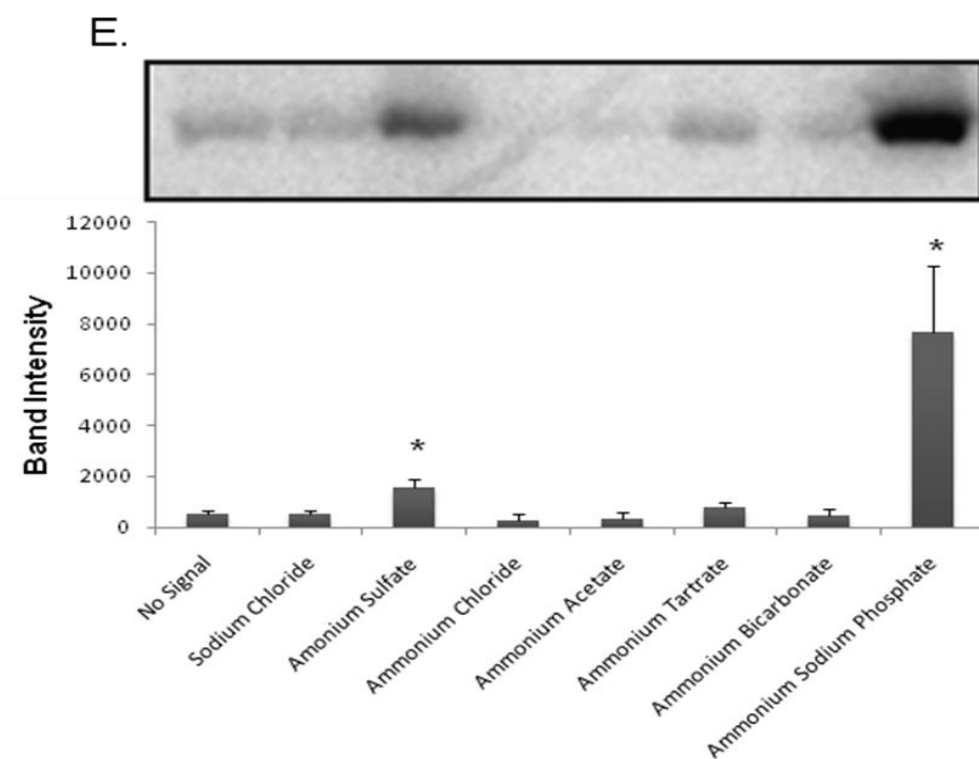 E.
12000
10000
8000
6000
4000
2000
0
Band Intensity
*
*
No Signal
Sodium Chloride
Amonium Sulfate
Ammonium Chloride
Ammonium Acetate
Ammonium Tartrate
Ammonium Bicarbonate
Ammonium Sodium Phosphate